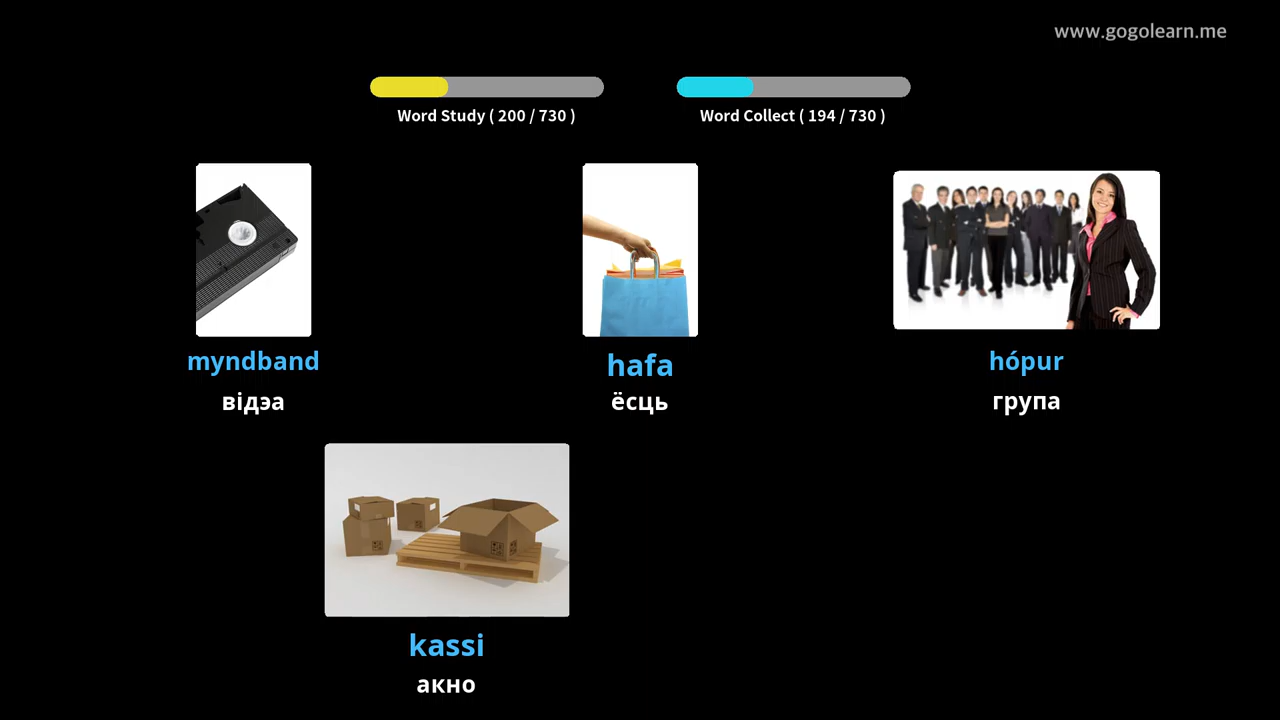 www.gogolearn.me
Word Study ( 200 / 730 )
Word Collect ( 194 / 730 )
myndband
відэа
hafa
ёсць
hópur
група
kassi
акно